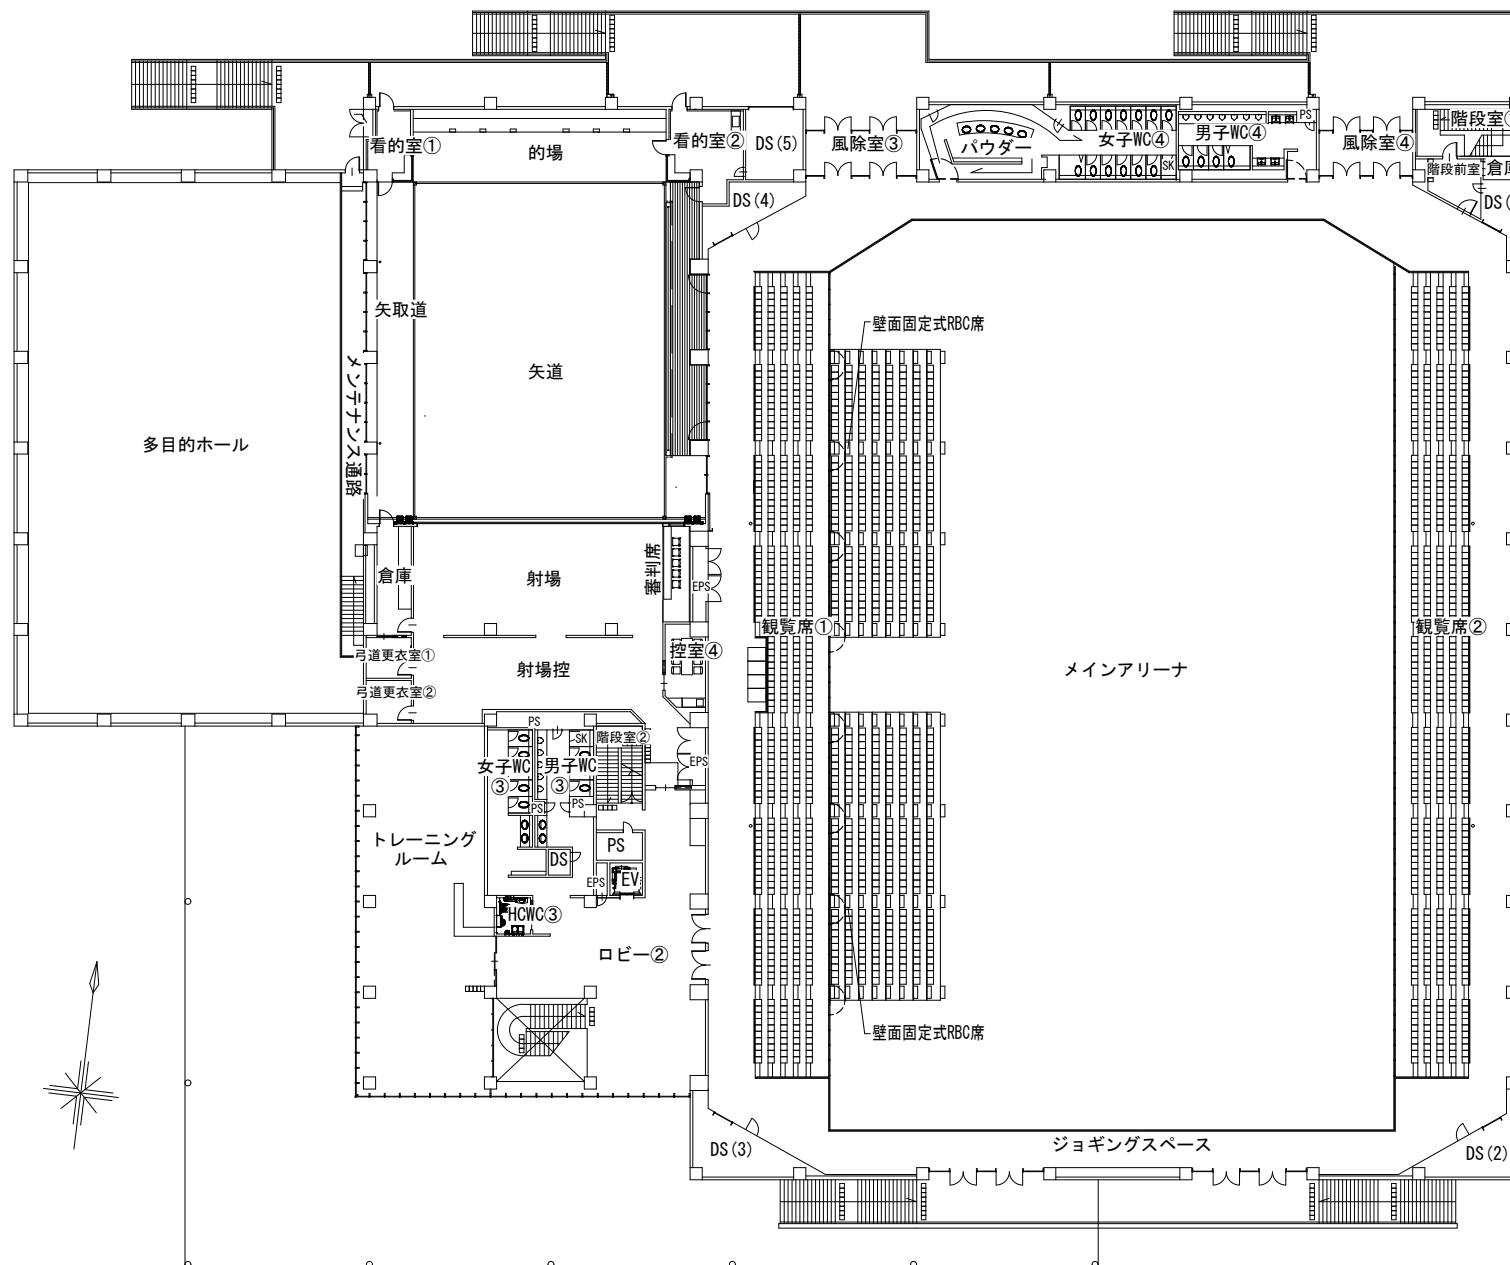 看的室①
的場
看的室②
DS(5)
風除室③
パウダー
女子WC④
SK
男子WC④
PS
風除室④
階段前室
DS(4)
矢取道
矢道
メンテナンス通路
多目的ホール
壁面固定式RBC席
倉庫
射場
審判席
EPS
観覧席①
観覧席②
メインアリーナ
弓道更衣室①
弓道更衣室②
射場控
控室④
PS
SK
階段室②
女子WC
③
男子WC
③
EPS
PS
PS
トレーニング
ルーム
DS
PS
EPS
EV
HCWC③
ロビー②
壁面固定式RBC席
DS(3)
ジョギングスペース
DS(2)